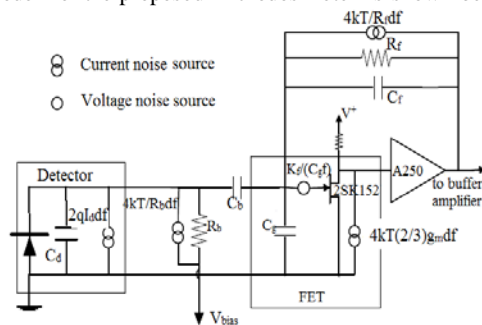 4kT/Rfdf
Rf
Cf
Current noise source
Voltage noise source
V+
Detector
Kf/(Cgf)
2SK152
A250
to buffer
amplifier
2qIddf
4kT/Rbdf
Cb
Rb
Cd
Cg
4kT(2/3)gmdf
FET
Vbias